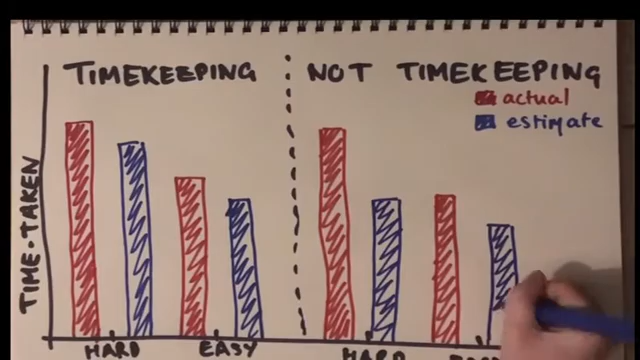 TIMEKEEPING
NOT TIMEKEEPING
actual
estimate
TIME·TAKEN
HARD
EASY
HARD